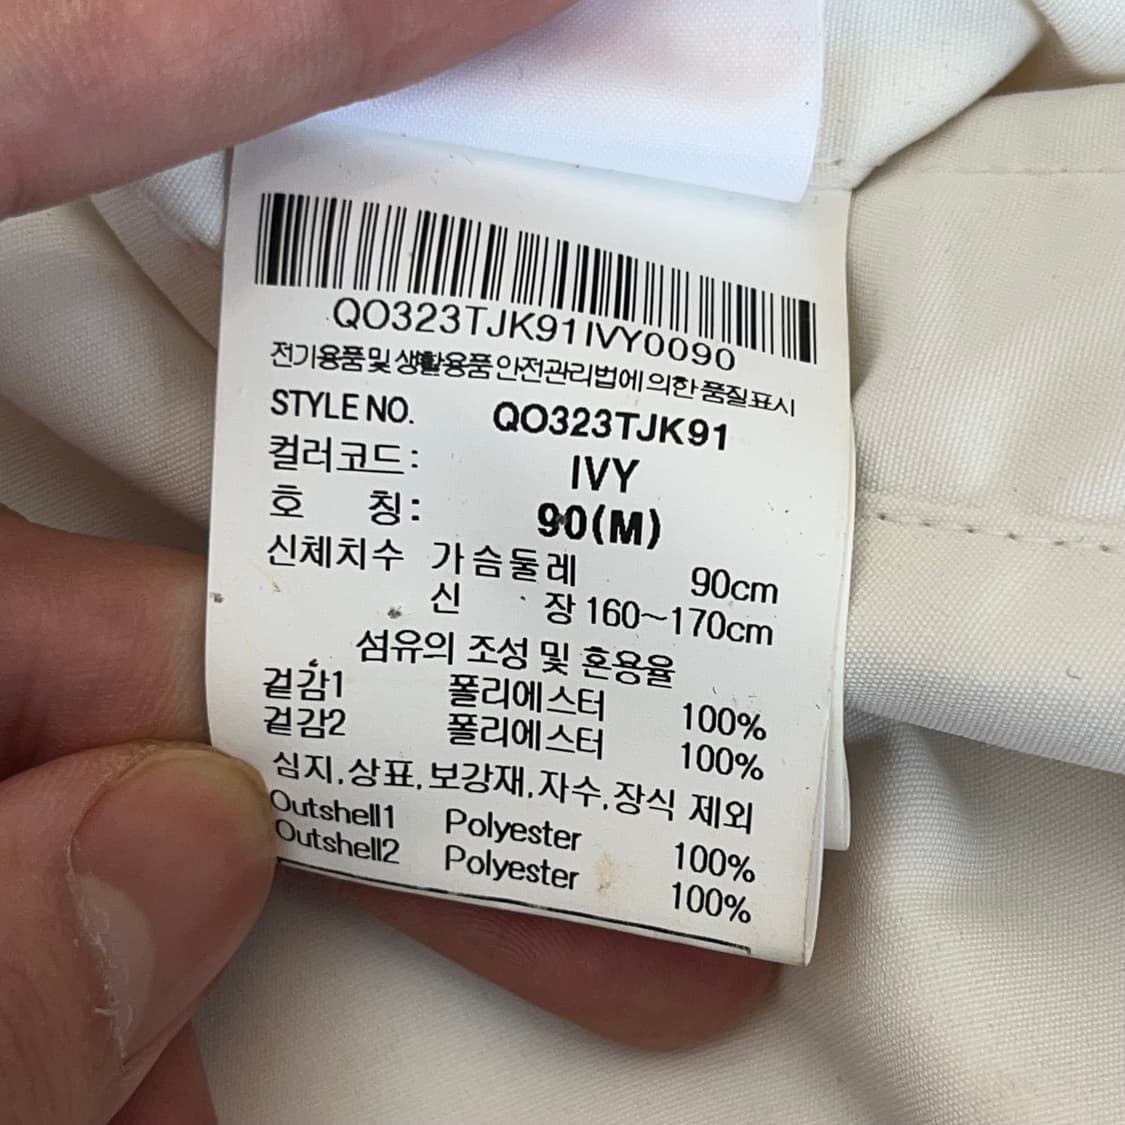 QO323TJK91IVY0090
전기용품 및 생활용품 안전관리법에 의한 품질표시
STYLE NO. QO323TJK91
컬러코드: IVY
호 칭: 90(M)
신체치수 가슴둘레 90cm
신 장 160~170cm
섬유의 조성 및 혼용율
겉감1 폴리에스터 100%
겉감2 폴리에스터 100%
심지,상표,보강재,자수,장식 제외
Outshell1 Polyester 100%
Outshell2 Polyester 100%